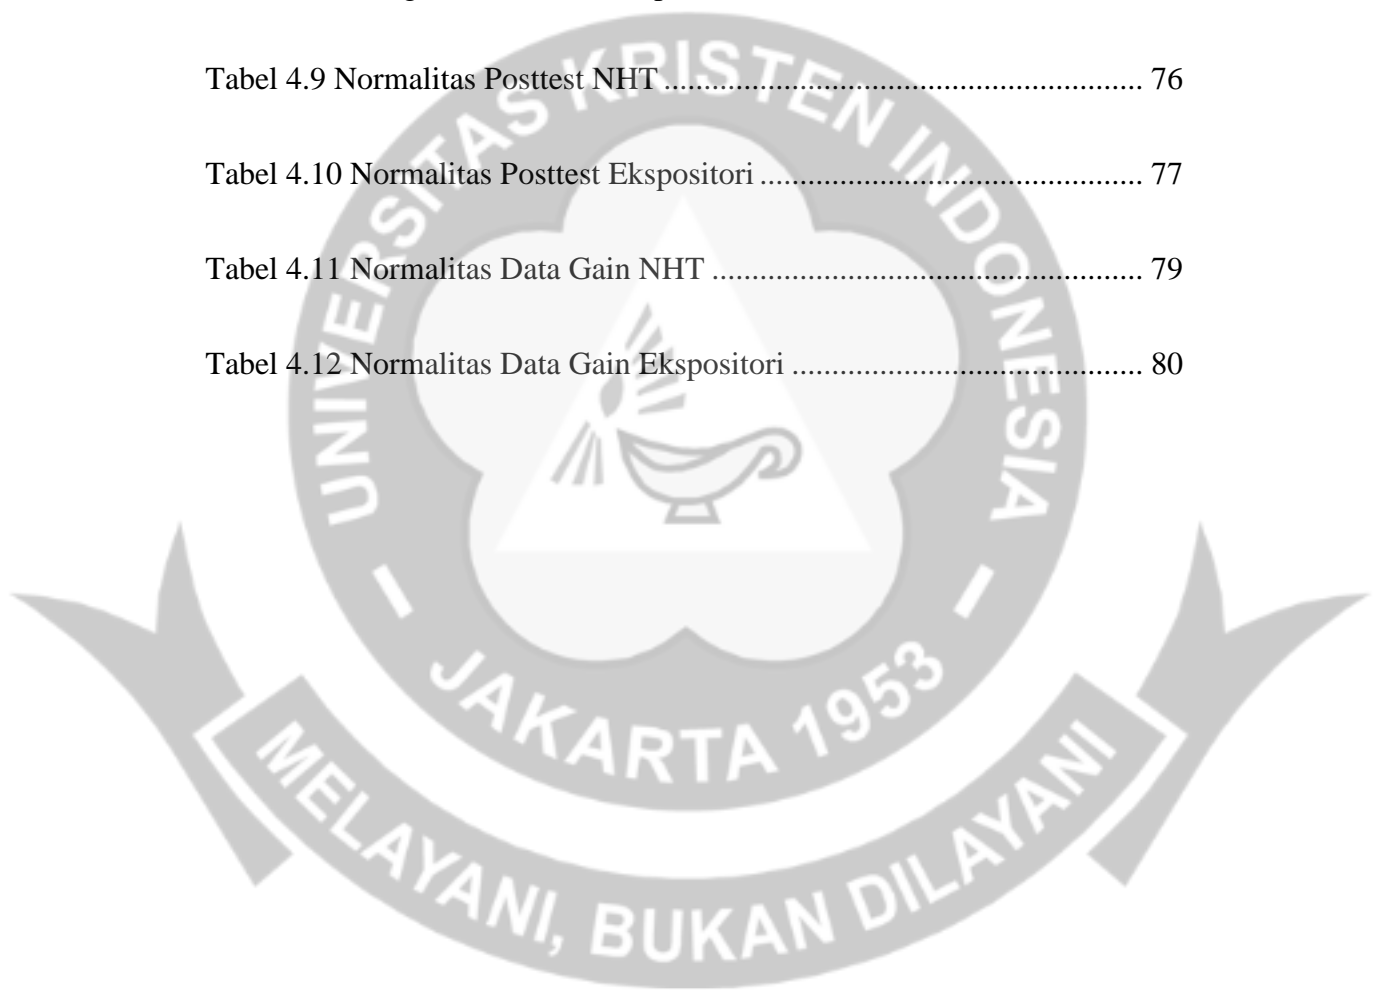 Tabel 4.9 Normalitas Posttest NHT ............................................................ 76
Tabel 4.10 Normalitas Posttest Ekspositori ................................................ 77
Tabel 4.11 Normalitas Data Gain NHT ...................................................... 79
Tabel 4.12 Normalitas Data Gain Ekspositori ............................................ 80
UNIVERSITAS KRISTEN INDONESIA
- JAKARTA 1953 -
MELAYANI, BUKAN DILAYANI